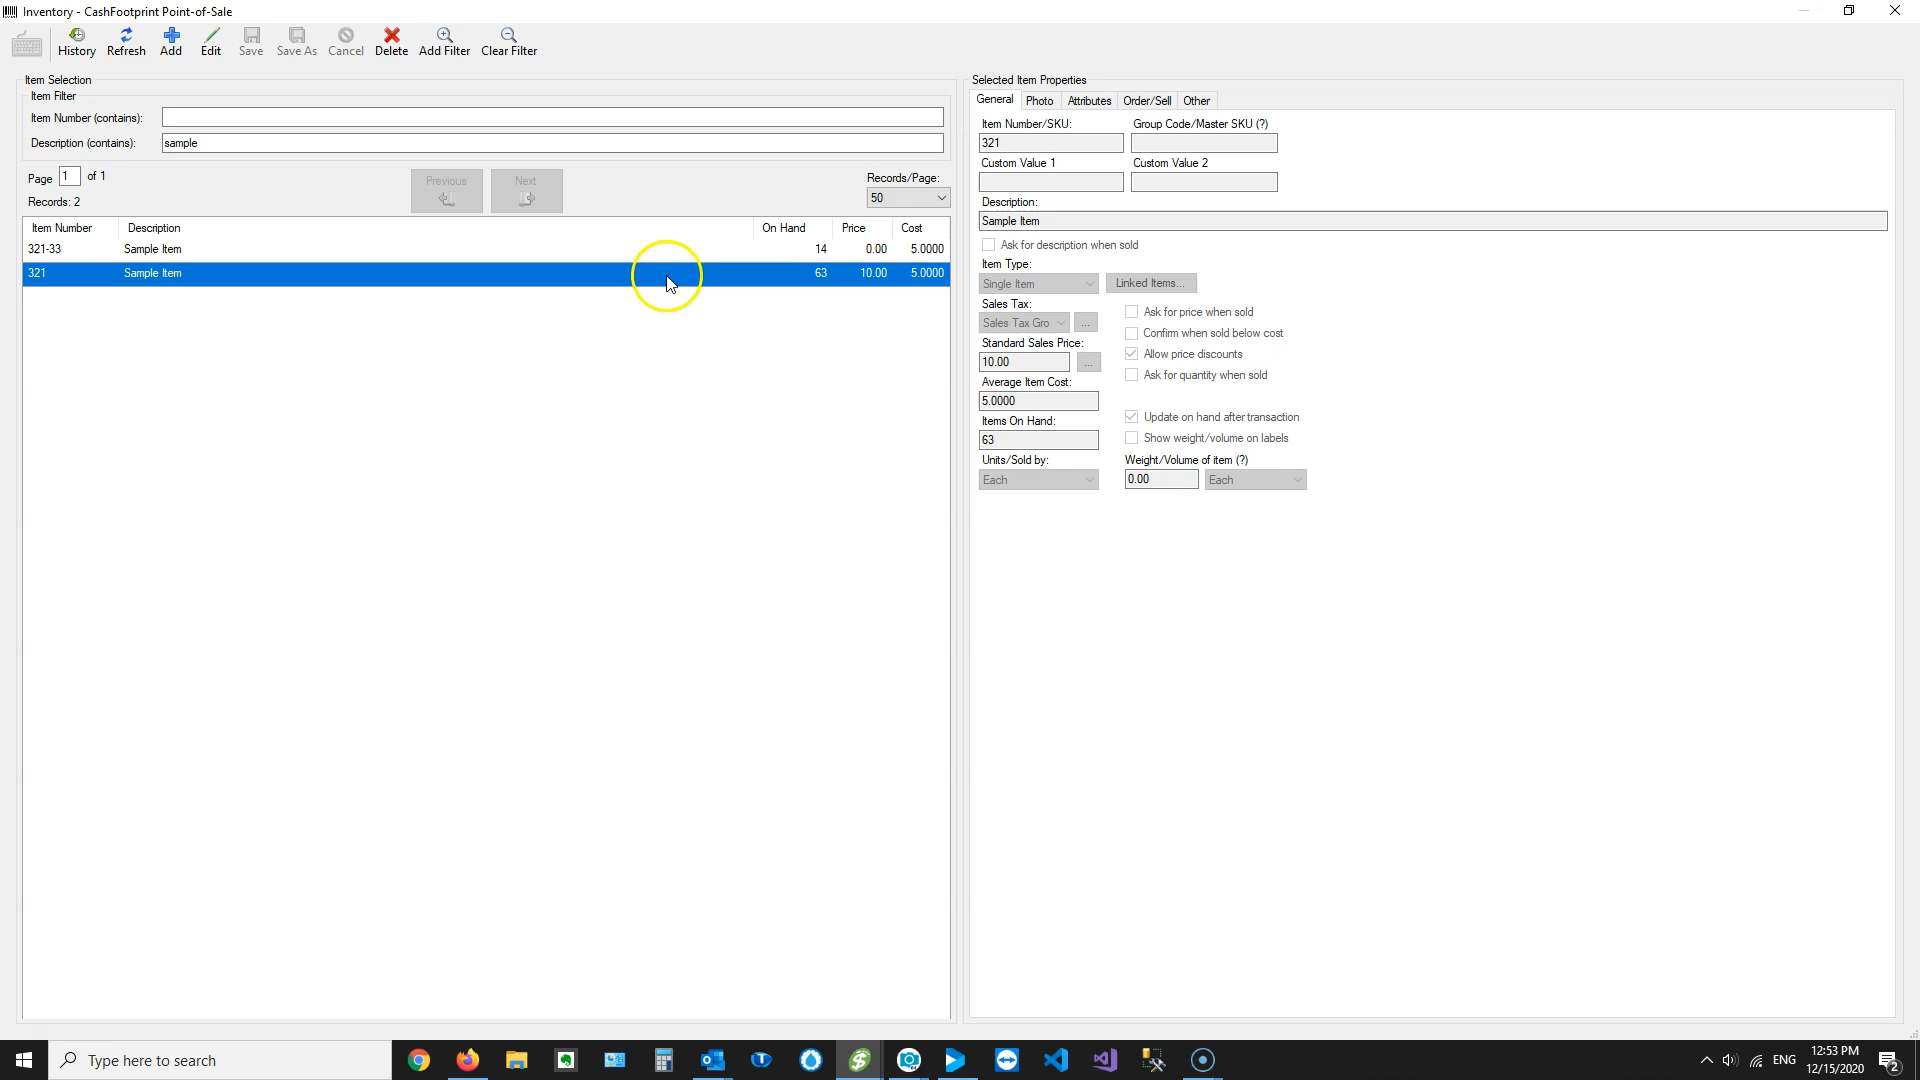 Inventory - CashFootprint Point-of-Sale
History Refresh Add Edit Save Save As Cancel Delete Add Filter Clear Filter
Item Selection
Item Filter
Item Number (contains):
Description (contains): sample
Page 1 of 1
Records: 2
Previous
Next
Records/Page:
50
Item Number Description On Hand Price Cost
321-33 Sample Item 14 0.00 5.0000
321 Sample Item 63 10.00 5.0000
Selected Item Properties
General Photo Attributes Order/Sell Other
Item Number/SKU: Group Code/Master SKU (?)
321
Custom Value 1 Custom Value 2
Description:
Sample Item
Ask for description when sold
Item Type:
Single Item Linked Items...
Sales Tax:
Sales Tax Gro ...
Standard Sales Price:
10.00 ...
Average Item Cost:
5.0000
Items On Hand:
63
Units/Sold by:
Each
Ask for price when sold
Confirm when sold below cost
Allow price discounts
Ask for quantity when sold
Update on hand after transaction
Show weight/volume on labels
Weight/Volume of item (?)
0.00 Each
Type here to search
ENG
12:53 PM
12/15/2020
2